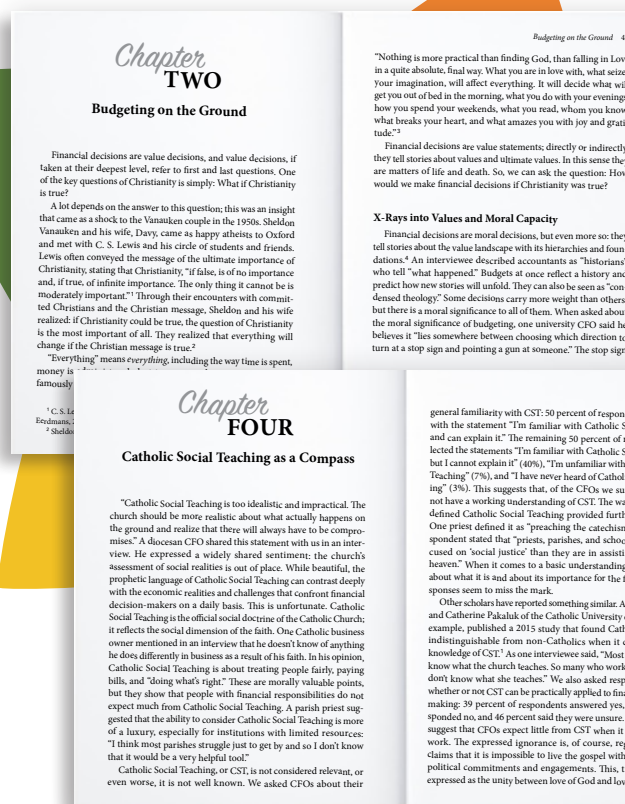 Chapter
TWO
Budgeting on the Ground
Financial decisions are value decisions, and value decisions, if
taken at their deepest level, refer to first and last questions. One
of the key questions of Christianity is simply: What if Christianity
is true?
A lot depends on the answer to this question; this was an insight
that came as a shock to the Vanauken couple in the 1950s. Sheldon
Vanauken and his wife, Davy, came as happy atheists to Oxford
and met with C. S. Lewis and his circle of students and friends.
Lewis often conveyed the message of the ultimate importance of
Christianity, stating that Christianity, “if false, is of no importance
and, if true, of infinite importance. The only thing it cannot be is
moderately important.”¹ Through their encounters with commit-
ted Christians and the Christian message, Sheldon and his wife
realized: if Christianity could be true, the question of Christianity
is the most important of all. They realized that everything will
change if the Christian message is true.²
“Everything” means everything, including the way time is spent,
money is
famously
¹ C. S. Le
Eerdmans,
² Sheldo
Budgeting on the Ground 4
“Nothing is more practical than finding God, than falling in Lov
in a quite absolute, final way. What you are in love with, what seize
your imagination, will affect everything. It will decide what wil
get you out of bed in the morning, what you do with your evenings
how you spend your weekends, what you read, whom you know
what breaks your heart, and what amazes you with joy and grati
tude.”³
Financial decisions are value statements; directly or indirectly
they tell stories about values and ultimate values. In this sense they
are matters of life and death. So, we can ask the question: How
would we make financial decisions if Christianity was true?
X-Rays into Values and Moral Capacity
Financial decisions are moral decisions, but even more so: they
tell stories about the value landscape with its hierarchies and foun
dations.⁴ An interviewee described accountants as “historians”
who tell “what happened.” Budgets at once reflect a history and
predict how new stories will unfold. They can also be seen as “con-
densed theology.” Some decisions carry more weight than others
but there is a moral significance to all of them. When asked about
the moral significance of budgeting, one university CFO said he
believes it “lies somewhere between choosing which direction to
turn at a stop sign and pointing a gun at someone.” The stop sign
Chapter
FOUR
Catholic Social Teaching as a Compass
“Catholic Social Teaching is too idealistic and impractical. The
church should be more realistic about what actually happens on
the ground and realize that there will always have to be compro-
mises.” A diocesan CFO shared this statement with us in an inter-
view. He expressed a widely shared sentiment: the church’s
assessment of social realities is out of place. While beautiful, the
prophetic language of Catholic Social Teaching can contrast deeply
with the economic realities and challenges that confront financial
decision-makers on a daily basis. This is unfortunate. Catholic
Social Teaching is the official social doctrine of the Catholic Church;
it reflects the social dimension of the faith. One Catholic business
owner mentioned in an interview that he doesn’t know of anything
he does differently in business as a result of his faith. In his opinion,
Catholic Social Teaching is about treating people fairly, paying
bills, and “doing what’s right.” These are morally valuable points,
but they show that people with financial responsibilities do not
expect much from Catholic Social Teaching. A parish priest sug-
gested that the ability to consider Catholic Social Teaching is more
of a luxury, especially for institutions with limited resources:
“I think most parishes struggle just to get by and so I don’t know
that it would be a very helpful tool.”
Catholic Social Teaching, or CST, is not considered relevant, or
even worse, it is not well known. We asked CFOs about their
general familiarity with CST: 50 percent of respon
with the statement “I’m familiar with Catholic S
and can explain it.” The remaining 50 percent of r
lected the statements “I’m familiar with Catholic S
but I cannot explain it” (40%), “I’m unfamiliar with
Teaching” (7%), and “I have never heard of Cathol
ing” (3%). This suggests that, of the CFOs we su
not have a working understanding of CST. The wa
defined Catholic Social Teaching provided furth
One priest defined it as “preaching the catechism
spondent stated that “priests, parishes, and schoo
cused on ‘social justice’ than they are in assisti
heaven.” When it comes to a basic understanding
about what it is and about its importance for the f
sponses seem to miss the mark.
Other scholars have reported something similar. A
and Catherine Pakaluk of the Catholic University
example, published a 2015 study that found Cath
indistinguishable from non-Catholics when it c
knowledge of CST.¹ As one interviewee said, “Most
know what the church teaches. So many who work
don’t know what she teaches.” We also asked resp
whether or not CST can be practically applied to fina
making: 39 percent of respondents answered yes,
sponded no, and 46 percent said they were unsure.
suggest that CFOs expect little from CST when it
work. The expressed ignorance is, of course, reg
claims that it is impossible to live the gospel with
political commitments and engagements. This, t
expressed as the unity between love of God and lov